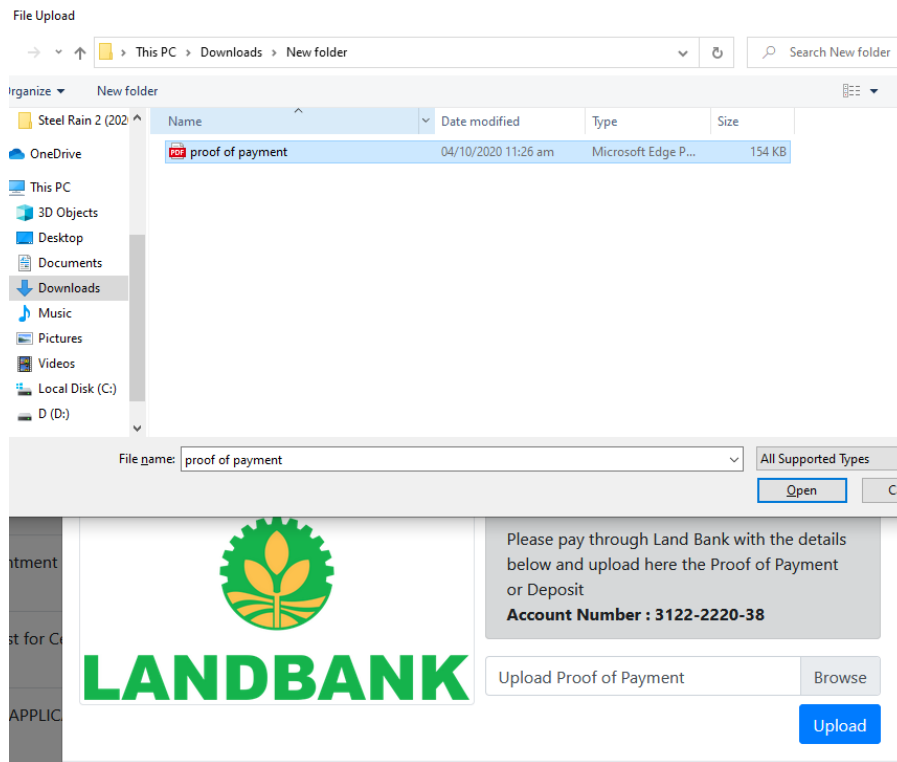 File Upload
This PC > Downloads > New folder
Search New folder
Organize
New folder
Steel Rain 2 (202
Name
Date modified
Type
Size
proof of payment
04/10/2020 11:26 am
Microsoft Edge P...
154 KB
OneDrive
This PC
3D Objects
Desktop
Documents
Downloads
Music
Pictures
Videos
Local Disk (C:)
D (D:)
File name:
proof of payment
All Supported Types
Open
C
ntment
st for Ce
APPLIC
LANDBANK
Please pay through Land Bank with the details
below and upload here the Proof of Payment
or Deposit
Account Number : 3122-2220-38
Upload Proof of Payment
Browse
Upload